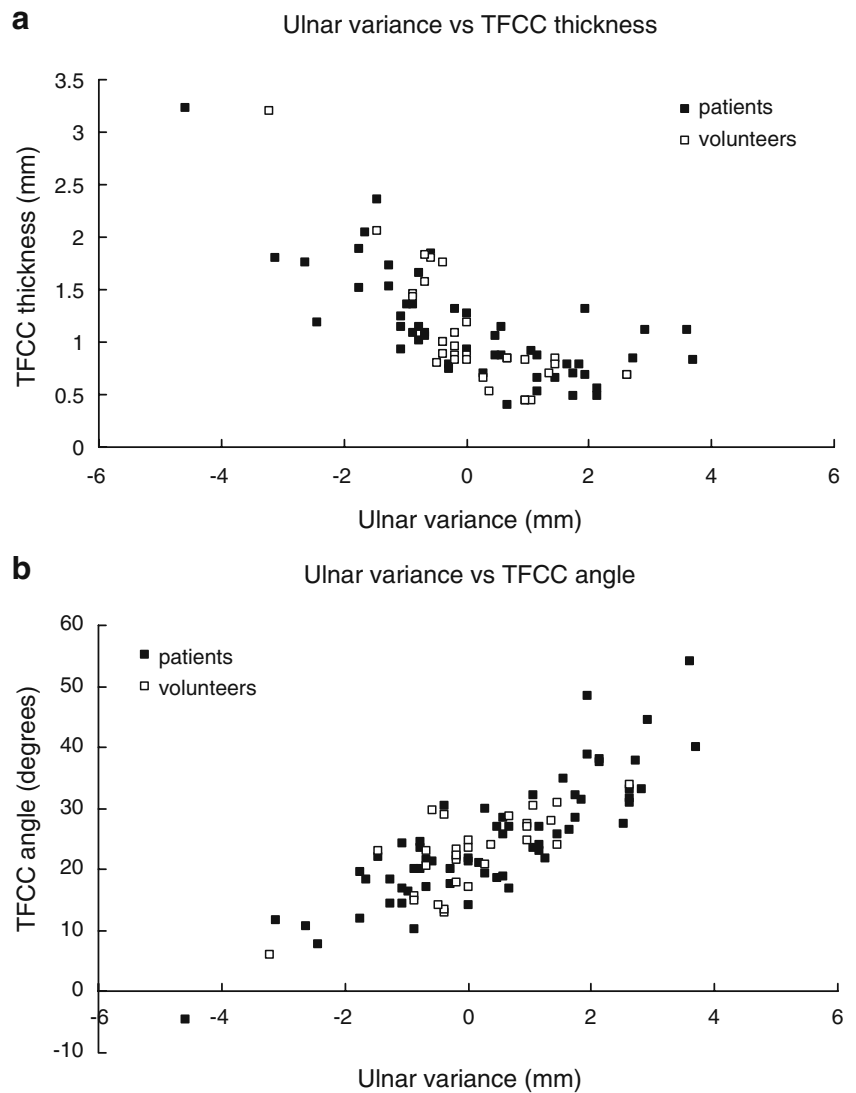 a
Ulnar variance vs TFCC thickness
3.5
3
2.5
2
1.5
1
0.5
0
TFCC thickness (mm)
patients
volunteers
-6 -4 -2 0 2 4 6
Ulnar variance (mm)
b
Ulnar variance vs TFCC angle
60
50
40
30
20
10
0
-10
TFCC angle (degrees)
patients
volunteers
-6 -4 -2 0 2 4 6
Ulnar variance (mm)